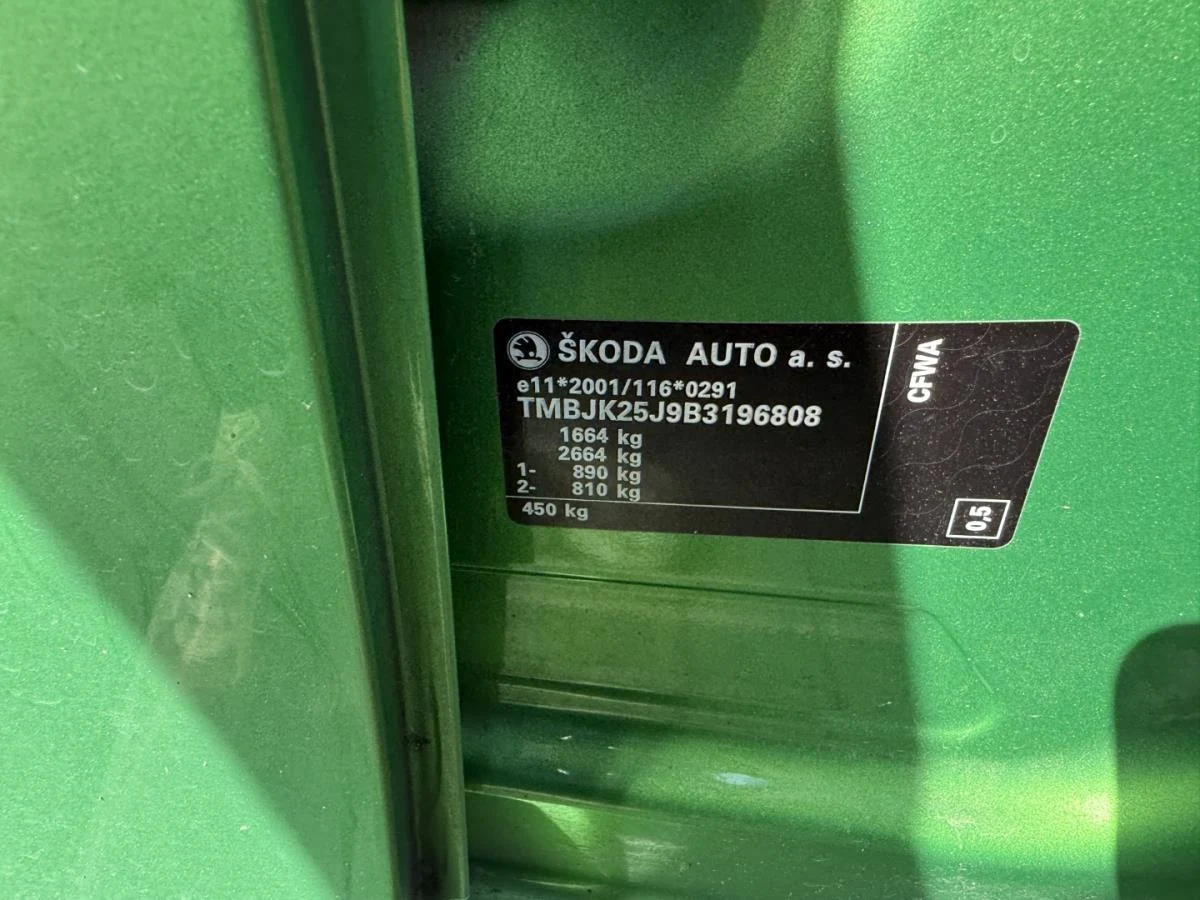 ŠKODA AUTO a. s.
e11*2001/116*0291
TMBJK25J9B3196808
1664 kg
2664 kg
1- 890 kg
2- 810 kg
450 kg
CFWA
0,5